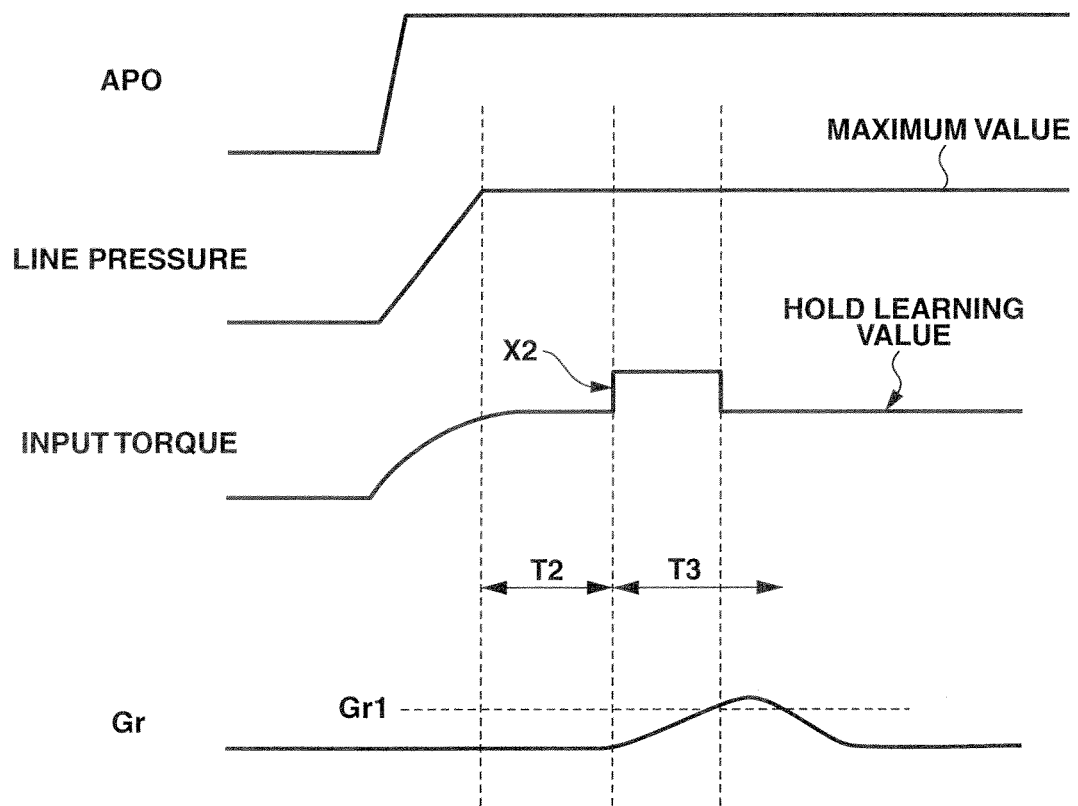 APO
MAXIMUM VALUE
LINE PRESSURE
HOLD LEARNING
VALUE
X2
INPUT TORQUE
T2
T3
Gr1
Gr